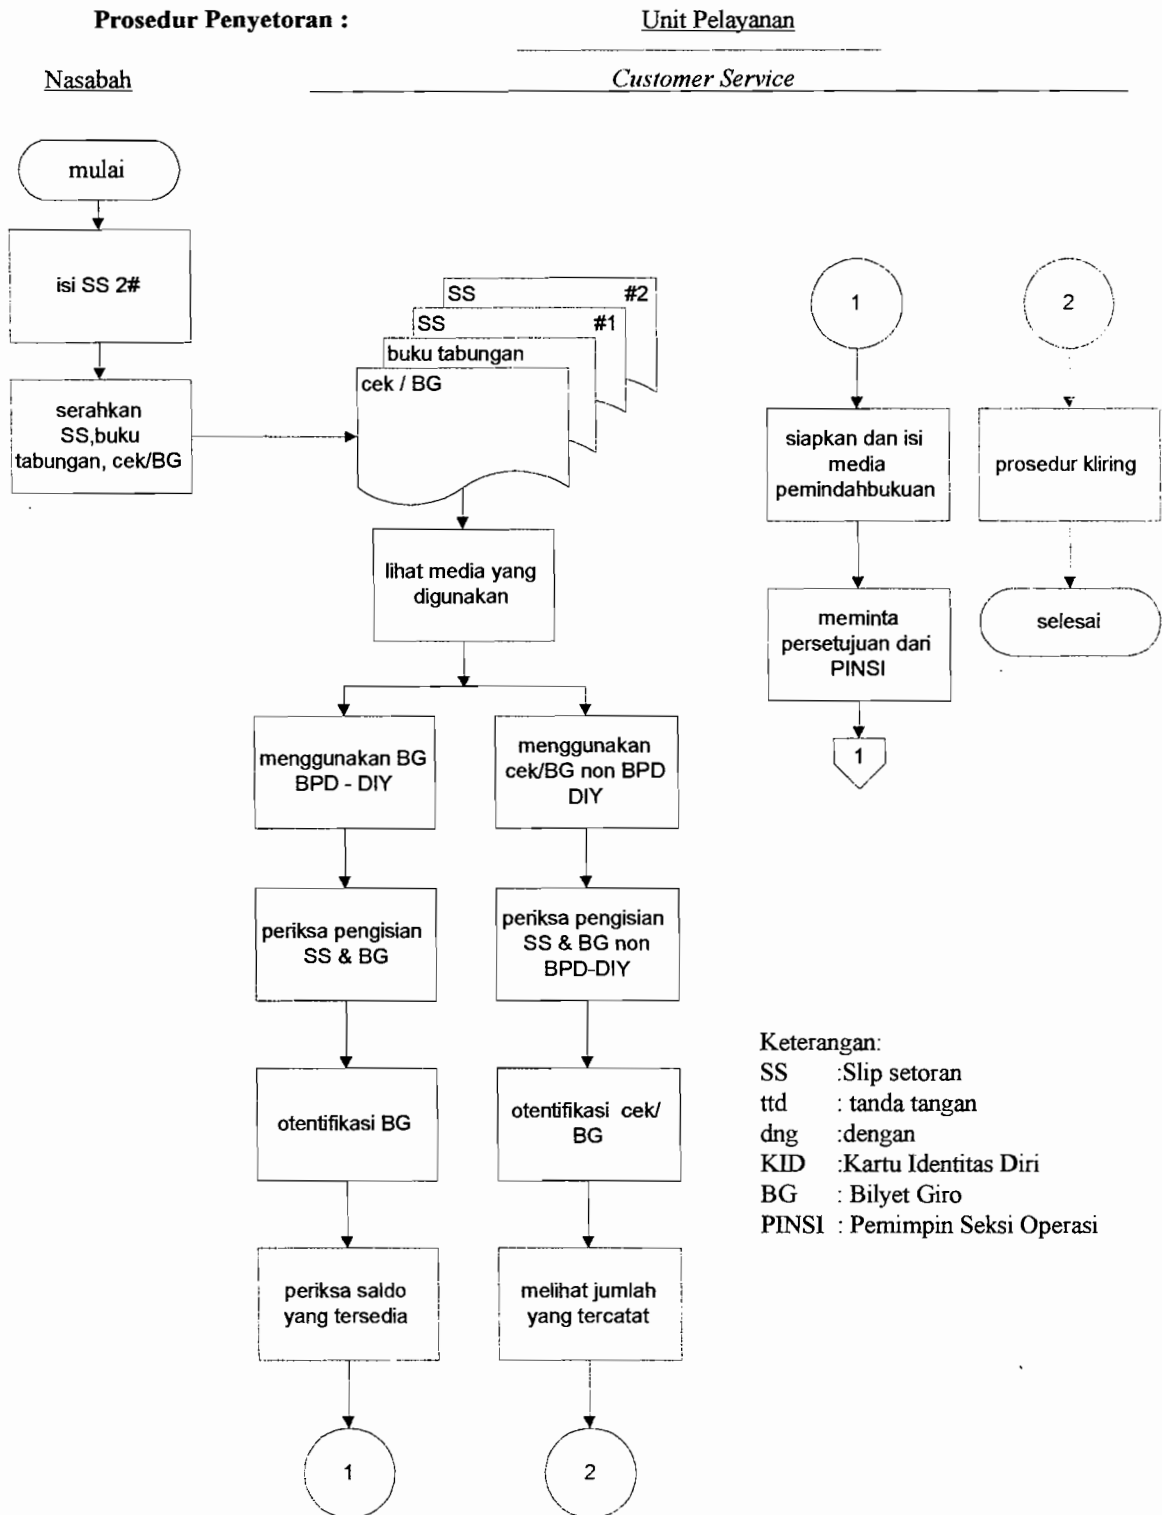 Prosedur Penyetoran :
Unit Pelayanan
Nasabah
Customer Service
mulai
isi SS 2#
serahkan
SS,buku
tabungan, cek/BG
SS #2
SS #1
buku tabungan
cek / BG
lihat media yang
digunakan
menggunakan BG
BPD - DIY
periksa pengisian
SS & BG
otentifikasi BG
periksa saldo
yang tersedia
1
menggunakan
cek/BG non BPD
DIY
periksa pengisian
SS & BG non
BPD-DIY
otentifikasi cek/
BG
melihat jumlah
yang tercatat
2
1
siapkan dan isi
media
pemindahbukuan
meminta
persetujuan dari
PINSI
1
2
prosedur kliring
selesai
Keterangan:
SS :Slip setoran
ttd : tanda tangan
dng :dengan
KID :Kartu Identitas Diri
BG : Bilyet Giro
PINSI : Pemimpin Seksi Operasi